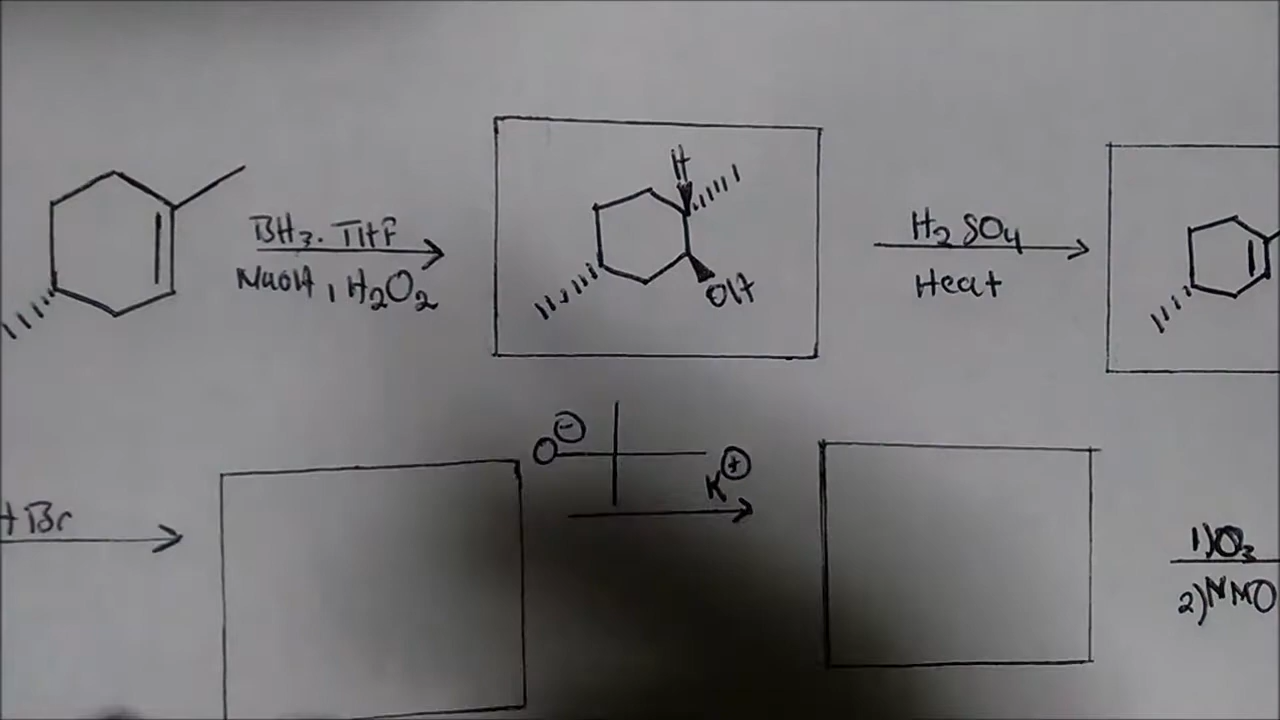 BH₃. THF
NaOH, H₂O₂
H
OH
H₂SO₄
Heat
HBr
O⊖
K⊕
1)O₃
2)NMO